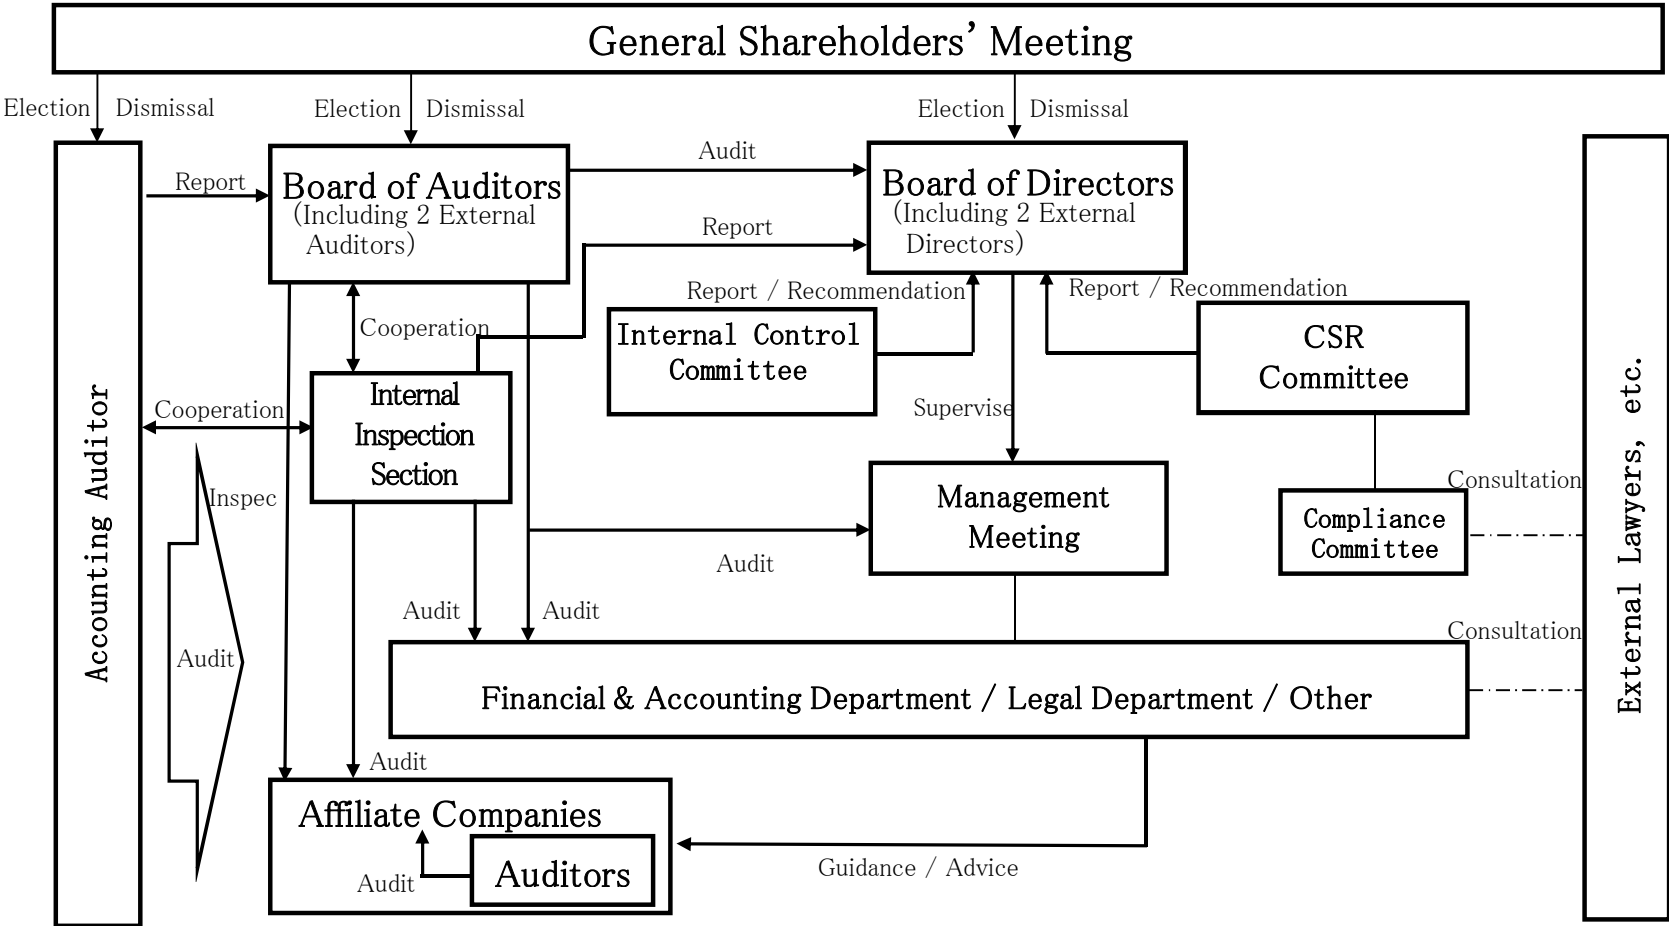 General Shareholders’ Meeting
Election Dismissal
Election Dismissal
Election Dismissal
Accounting Auditor
Report
Board of Auditors
(Including 2 External
Auditors)
Audit
Report
Board of Directors
(Including 2 External
Directors)
Report / Recommendation
Report / Recommendation
Cooperation
Internal Control
Committee
CSR
Committee
Cooperation
Internal
Inspection
Section
Supervise
Inspec
Management
Meeting
Consultation
Compliance
Committee
External Lawyers, etc.
Audit
Audit
Audit
Audit
Consultation
Financial & Accounting Department / Legal Department / Other
Audit
Affiliate Companies
Auditors
Audit
Guidance / Advice